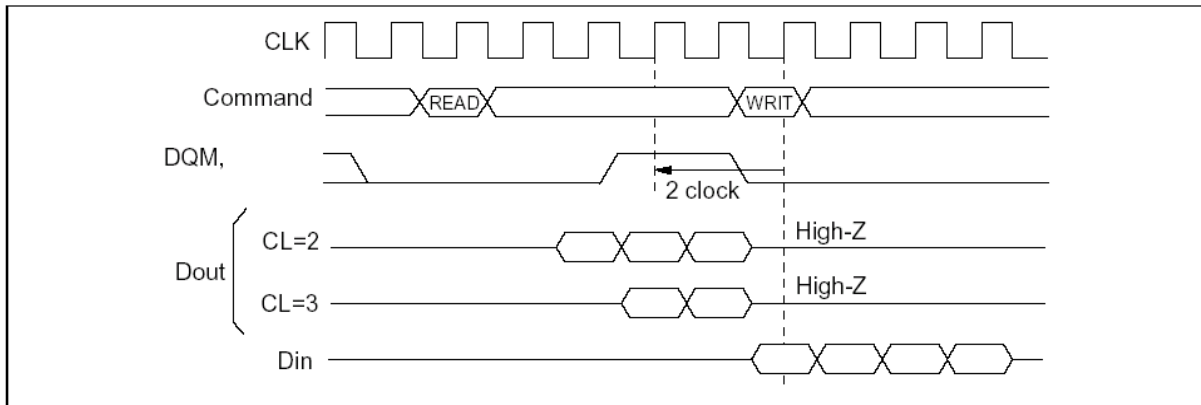 CLK
Command READ WRIT
DQM,
2 clock
CL=2 High-Z
Dout
CL=3 High-Z
Din